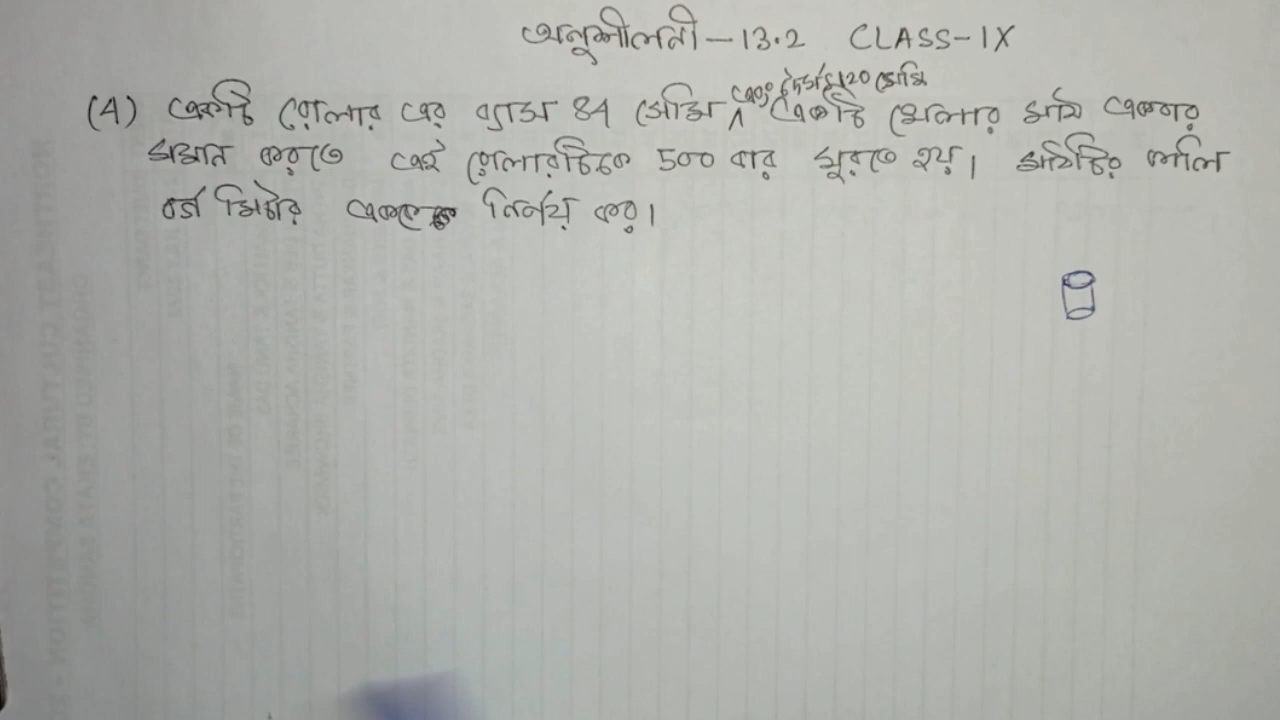 অনুশীলনী - 13.2 CLASS-IX
(4) একটি রোলার এর ব্যাস 84 সেমি এবং দৈর্ঘ্য 120 সেমি একটি খেলার মাঠ একবার
সমান করতে এই রোলারটিকে 500 বার ঘুরতে হয়। মাঠটির কালি
বর্গ মিটার এককে নির্ণয় কর।